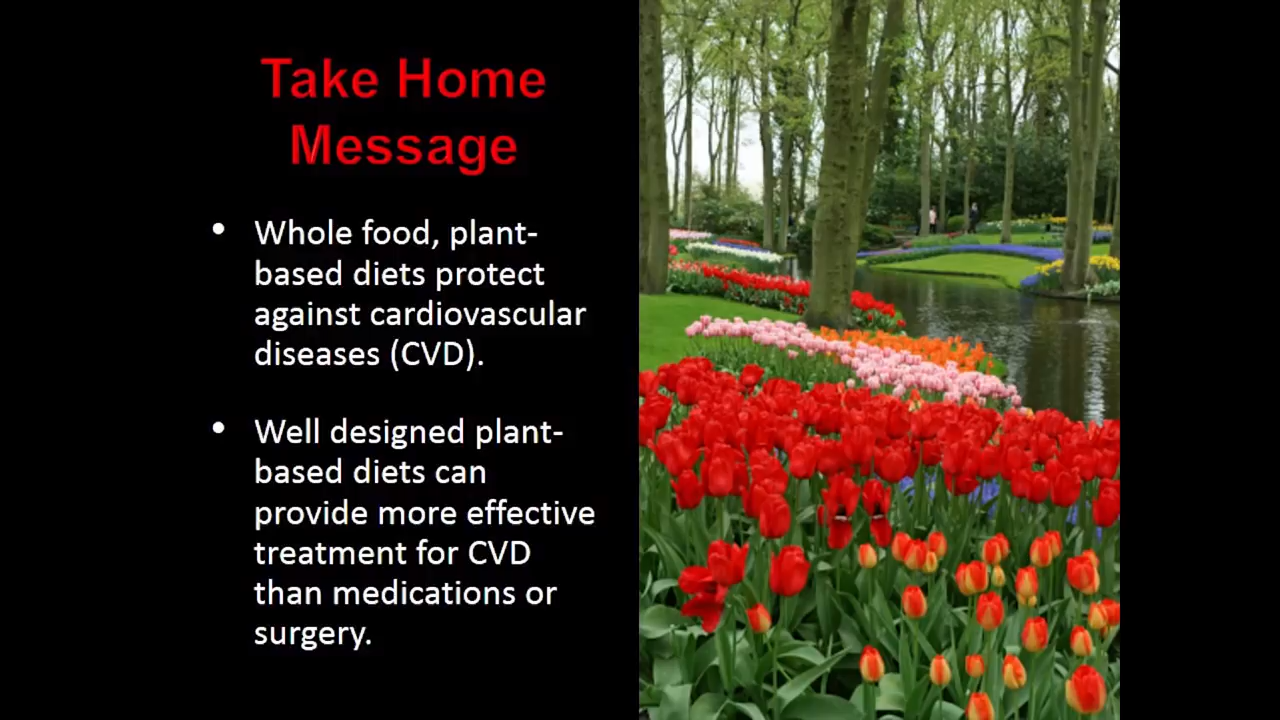 Take Home
Message
• Whole food, plant-
based diets protect
against cardiovascular
diseases (CVD).
• Well designed plant-
based diets can
provide more effective
treatment for CVD
than medications or
surgery.